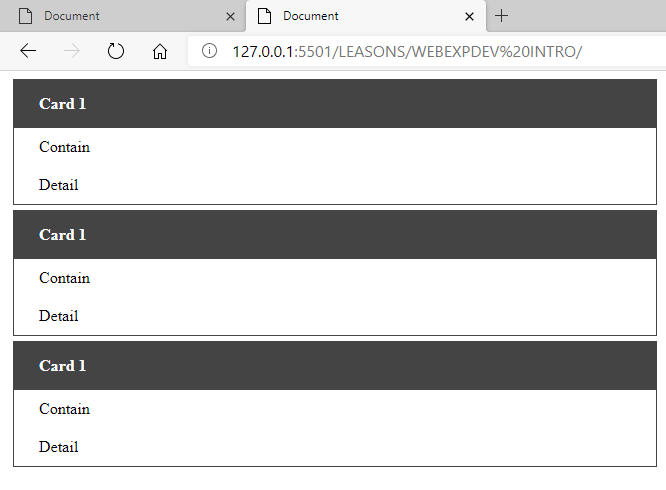 Document Document
127.0.0.1:5501/LEASONS/WEBEXPDEV%20INTRO/
Card 1
Contain
Detail
Card 1
Contain
Detail
Card 1
Contain
Detail